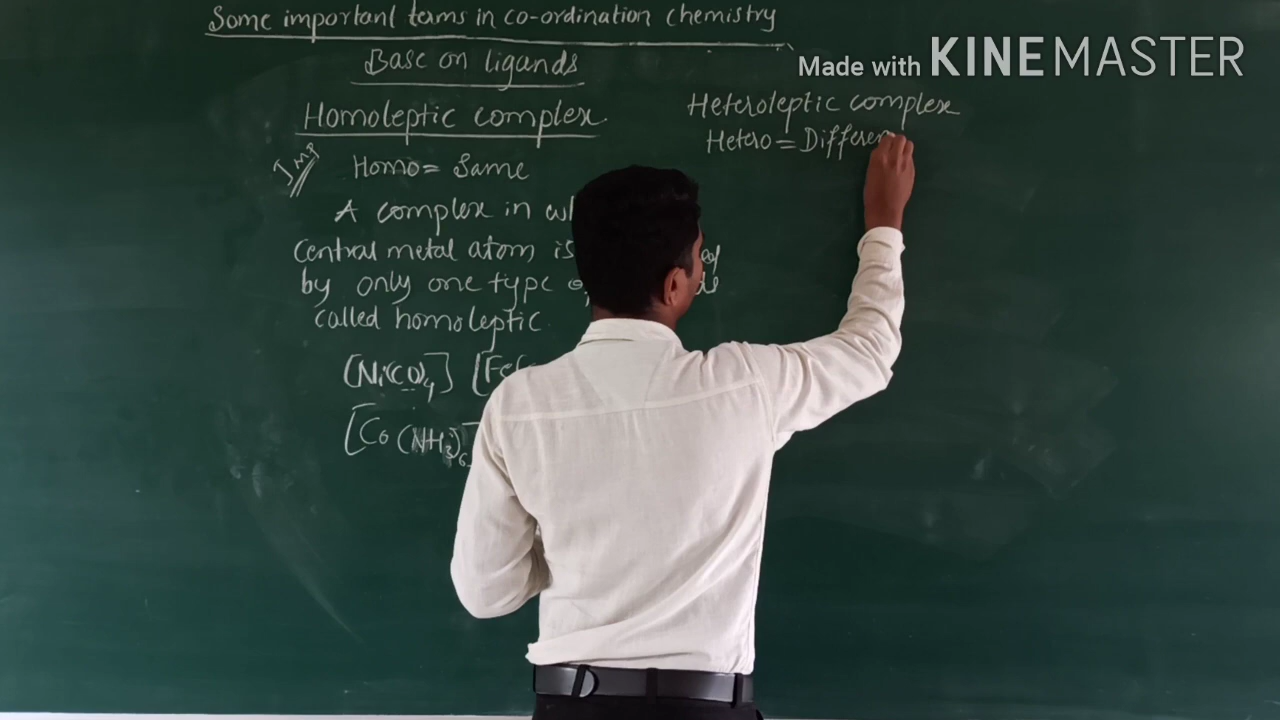 Some important terms in co-ordination chemistry
Base on ligands
Made with KINEMASTER
Homoleptic complex
Imp
Homo = Same
A complex in
central metal atom is
by only one type
called homoleptic.
[Ni(CO)4] [Fe
[Co (NH3)6
Heteroleptic complex
Hetero = Differen